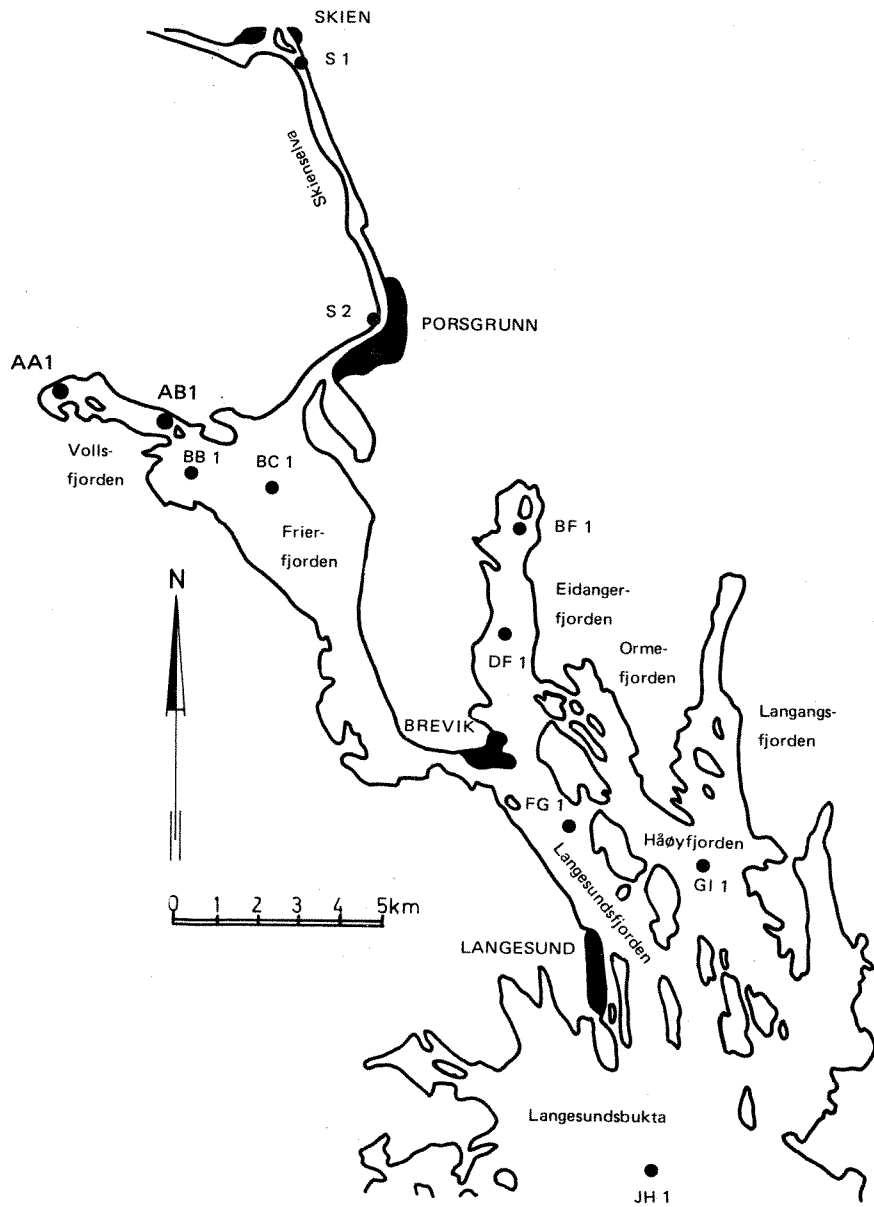 SKIEN
S 1
Skienselva
S 2
PORSGRUNN
AA1
AB1
Volls-
fjorden
BB 1
BC 1
Frier-
fjorden
BF 1
N
Eidanger-
fjorden
DF 1
Orme-
fjorden
Langangs-
fjorden
BREVIK
FG 1
Håøyfjorden
GI 1
Langesundsfjorden
0 1 2 3 4 5km
LANGESUND
Langesundsbukta
JH 1